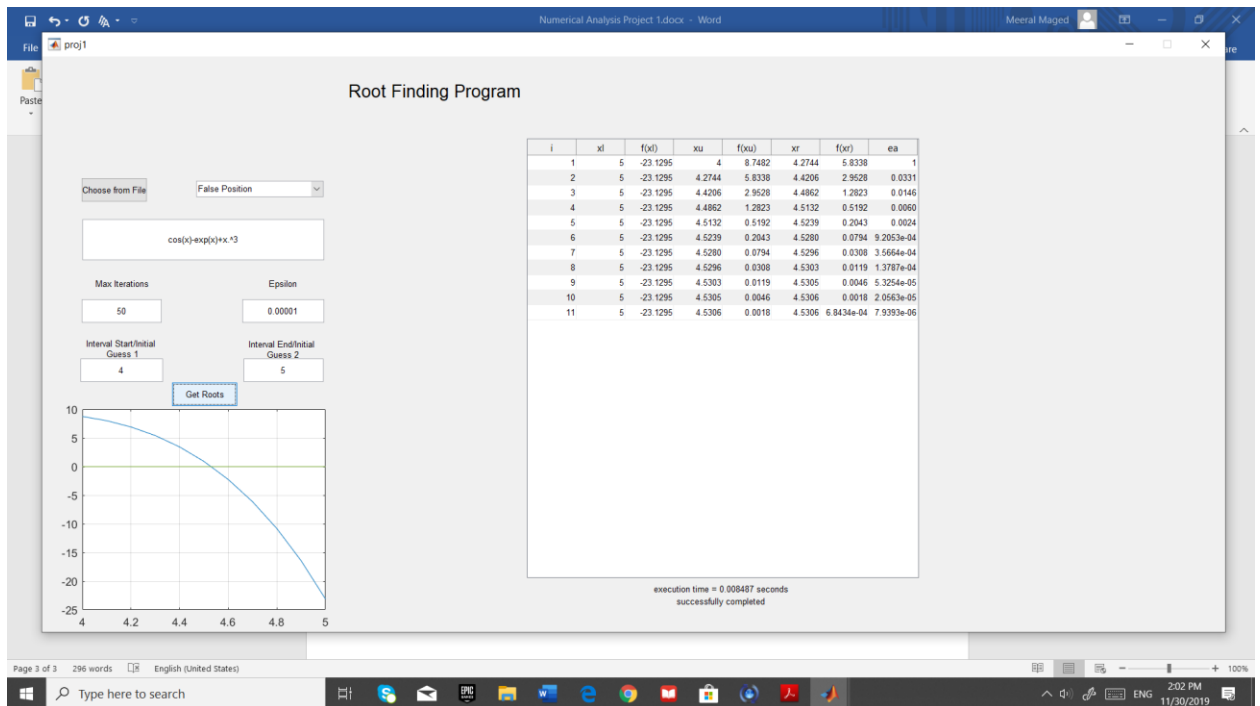 Numerical Analysis Project 1.docx - Word
Meeral Maged
File
proj1
Paste
Root Finding Program
Choose from File
False Position
cos(x)-exp(x)+x.^3
Max Iterations
Epsilon
50
0.00001
Interval Start/Initial
Guess 1
Interval End/Initial
Guess 2
4
5
Get Roots
10
5
0
-5
-10
-15
-20
-25
4 4.2 4.4 4.6 4.8 5
i xl f(xl) xu f(xu) xr f(xr) ea
1 5 -23.1295 4 8.7482 4.2744 5.8338 1
2 5 -23.1295 4.2744 5.8338 4.4206 2.9528 0.0331
3 5 -23.1295 4.4206 2.9528 4.4862 1.2823 0.0146
4 5 -23.1295 4.4862 1.2823 4.5132 0.5192 0.0060
5 5 -23.1295 4.5132 0.5192 4.5239 0.2043 0.0024
6 5 -23.1295 4.5239 0.2043 4.5280 0.0794 9.2053e-04
7 5 -23.1295 4.5280 0.0794 4.5296 0.0308 3.5664e-04
8 5 -23.1295 4.5296 0.0308 4.5303 0.0119 1.3787e-04
9 5 -23.1295 4.5303 0.0119 4.5305 0.0046 5.3254e-05
10 5 -23.1295 4.5305 0.0046 4.5306 0.0018 2.0563e-05
11 5 -23.1295 4.5306 0.0018 4.5306 6.8434e-04 7.9393e-06
execution time = 0.008487 seconds
successfully completed
Page 3 of 3 296 words English (United States)
100%
Type here to search
EPIC
ENG
2:02 PM
11/30/2019